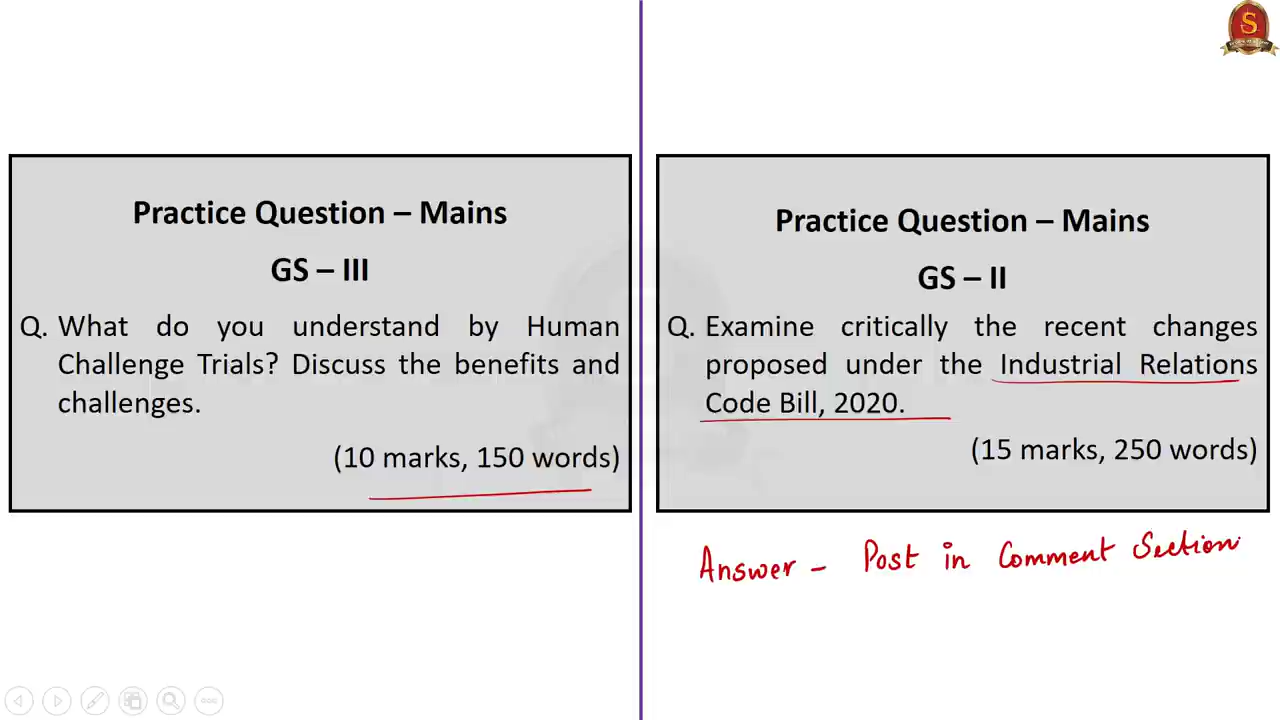 Practice Question – Mains
GS – III
Q. What do you understand by Human
Challenge Trials? Discuss the benefits and
challenges.
(10 marks, 150 words)
Practice Question – Mains
GS – II
Q. Examine critically the recent changes
proposed under the Industrial Relations
Code Bill, 2020.
(15 marks, 250 words)
Answer – Post in Comment Section
S